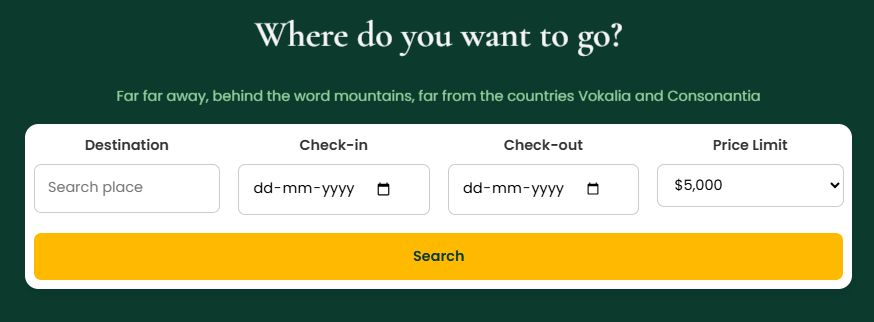 Where do you want to go?
Far far away, behind the word mountains, far from the countries Vokalia and Consonantia
Destination Check-in Check-out Price Limit
Search place dd-mm-yyyy dd-mm-yyyy $5,000
Search